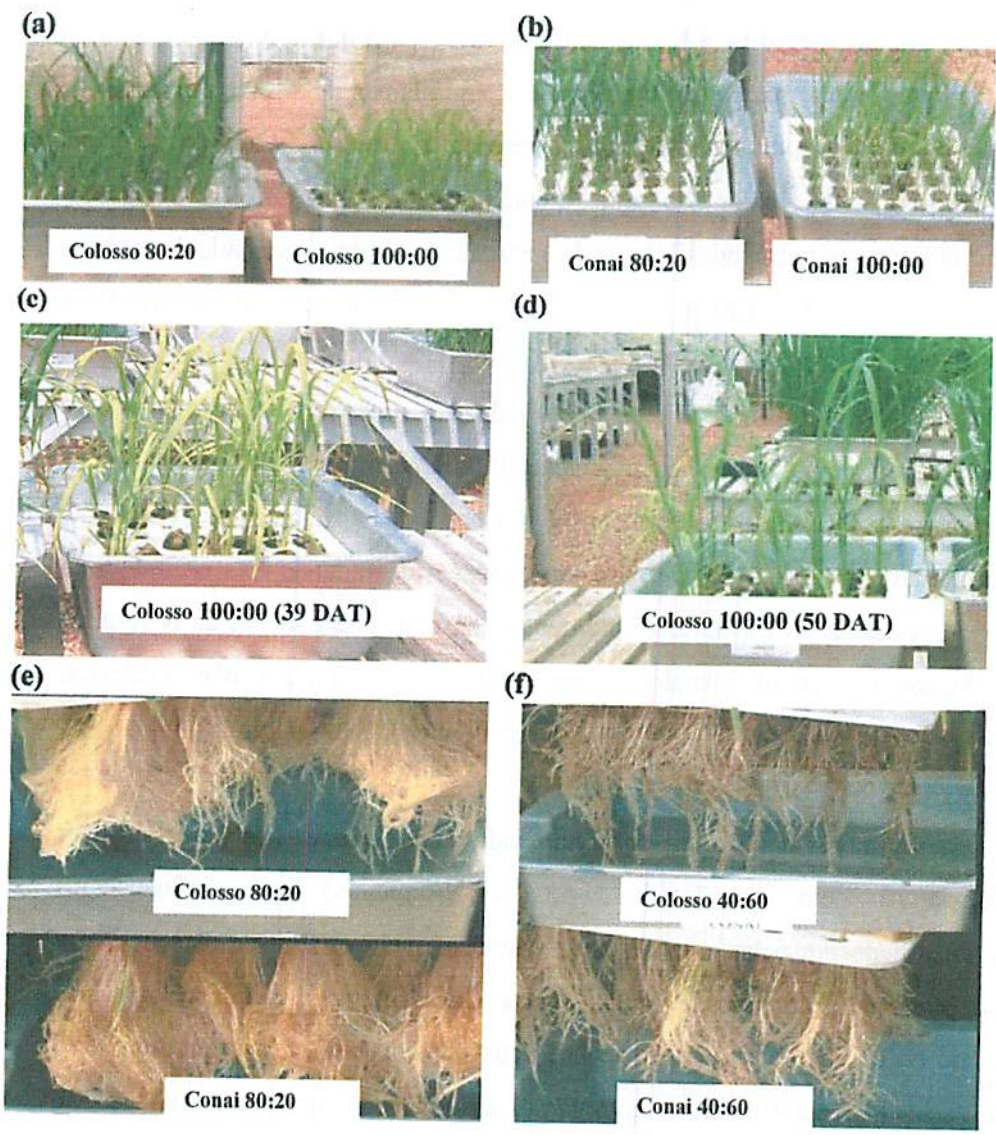 (a)
(b)
Colosso 80:20
Colosso 100:00
Conai 80:20
Conai 100:00
(c)
(d)
Colosso 100:00 (39 DAT)
Colosso 100:00 (50 DAT)
(e)
(f)
Colosso 80:20
Colosso 40:60
Conai 80:20
Conai 40:60